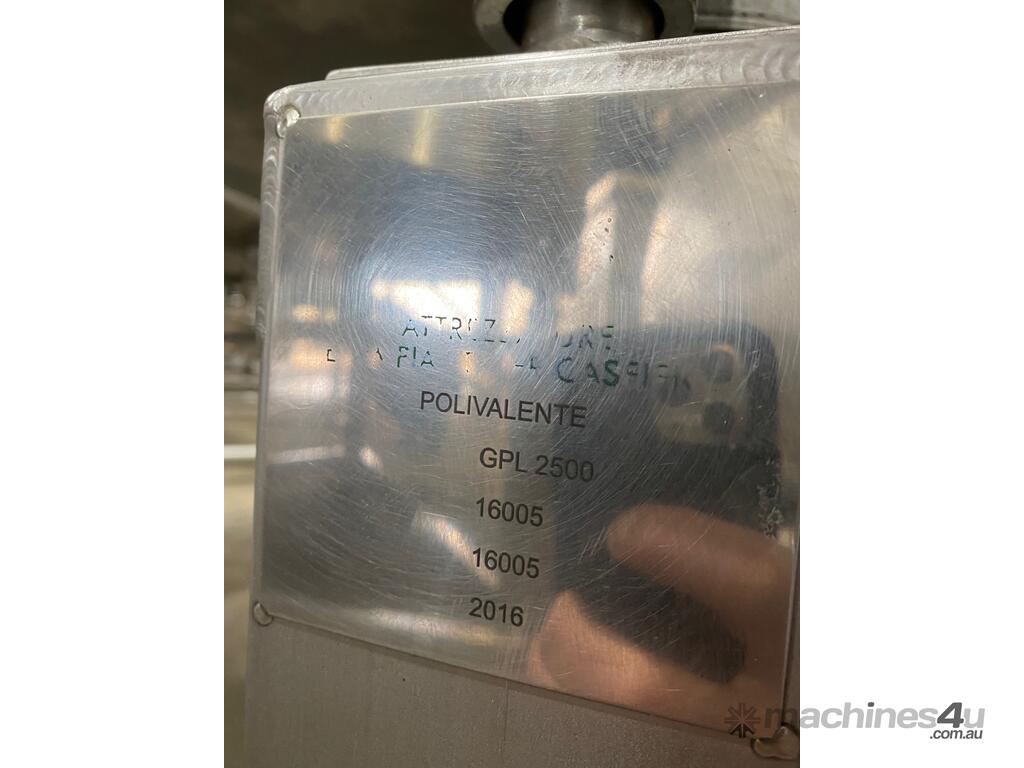 POLIVALENTE
GPL 2500
16005
16005
2016
machines4u
.com.au